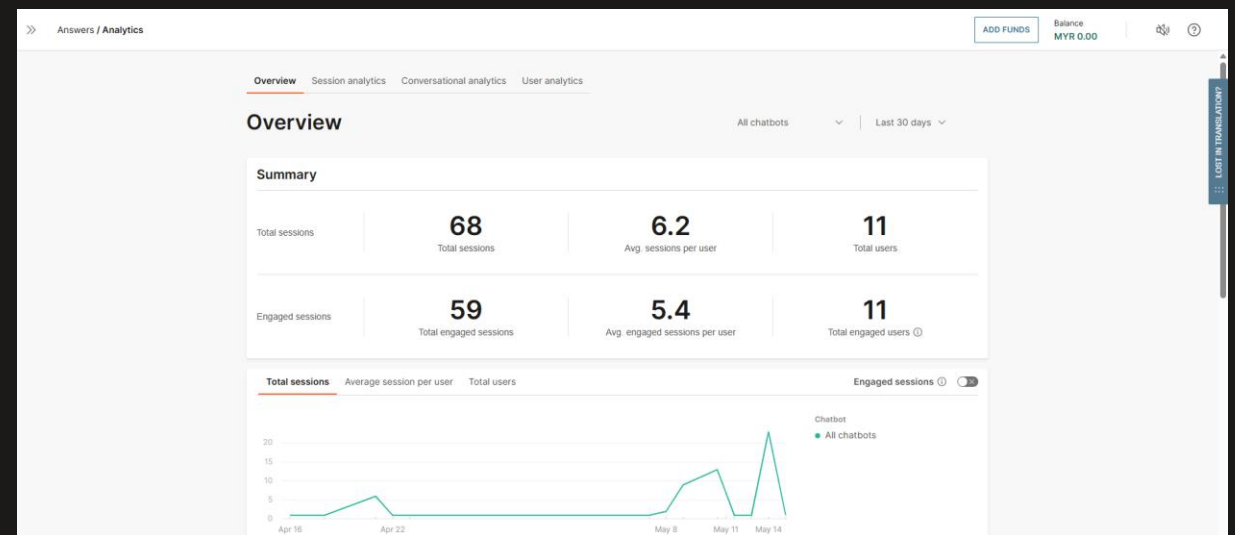 Answers / Analytics
ADD FUNDS
Balance
MYR 0.00
Overview Session analytics Conversational analytics User analytics
Overview
All chatbots
Last 30 days
LOST IN TRANSLATION?
Summary
Total sessions
68
Total sessions
6.2
Avg. sessions per user
11
Total users
Engaged sessions
59
Total engaged sessions
5.4
Avg. engaged sessions per user
11
Total engaged users
Total sessions Average session per user Total users
Engaged sessions
Chatbot
All chatbots
20
15
10
5
0
Apr 16 Apr 22 May 8 May 11 May 14